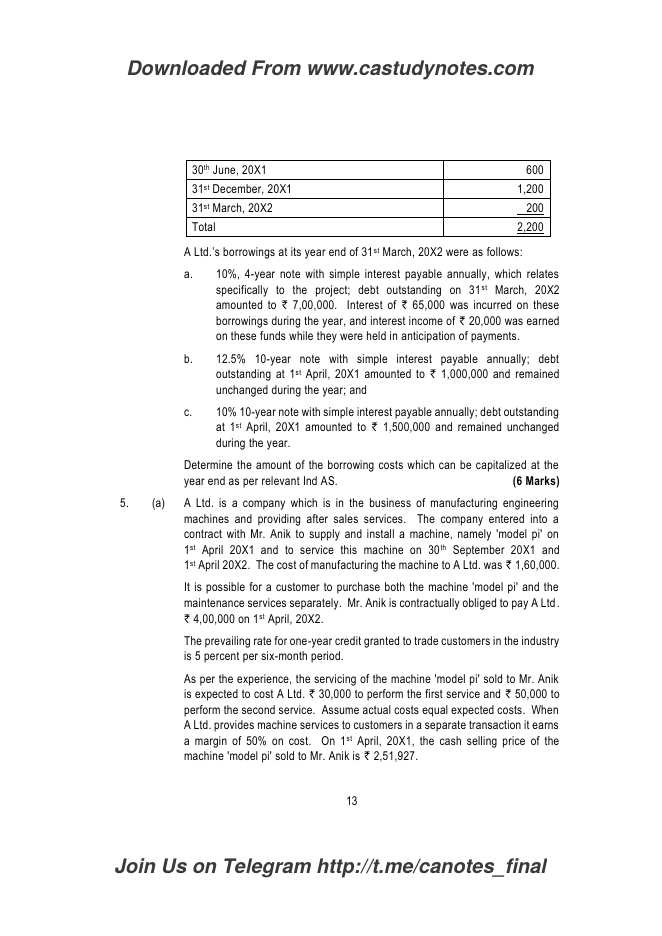 Downloaded From www.castudynotes.com
30th June, 20X1 600
31st December, 20X1 1,200
31st March, 20X2 200
Total 2,200
A Ltd.'s borrowings at its year end of 31st March, 20X2 were as follows:
a. 10%, 4-year note with simple interest payable annually, which relates
specifically to the project; debt outstanding on 31st March, 20X2
amounted to ₹ 7,00,000. Interest of ₹ 65,000 was incurred on these
borrowings during the year, and interest income of ₹ 20,000 was earned
on these funds while they were held in anticipation of payments.
b. 12.5% 10-year note with simple interest payable annually; debt
outstanding at 1st April, 20X1 amounted to ₹ 1,000,000 and remained
unchanged during the year; and
c. 10% 10-year note with simple interest payable annually; debt outstanding
at 1st April, 20X1 amounted to ₹ 1,500,000 and remained unchanged
during the year.
Determine the amount of the borrowing costs which can be capitalized at the
year end as per relevant Ind AS. (6 Marks)
5. (a) A Ltd. is a company which is in the business of manufacturing engineering
machines and providing after sales services. The company entered into a
contract with Mr. Anik to supply and install a machine, namely 'model pi' on
1st April 20X1 and to service this machine on 30th September 20X1 and
1st April 20X2. The cost of manufacturing the machine to A Ltd. was ₹ 1,60,000.
It is possible for a customer to purchase both the machine 'model pi' and the
maintenance services separately. Mr. Anik is contractually obliged to pay A Ltd.
₹ 4,00,000 on 1st April, 20X2.
The prevailing rate for one-year credit granted to trade customers in the industry
is 5 percent per six-month period.
As per the experience, the servicing of the machine 'model pi' sold to Mr. Anik
is expected to cost A Ltd. ₹ 30,000 to perform the first service and ₹ 50,000 to
perform the second service. Assume actual costs equal expected costs. When
A Ltd. provides machine services to customers in a separate transaction it earns
a margin of 50% on cost. On 1st April, 20X1, the cash selling price of the
machine 'model pi' sold to Mr. Anik is ₹ 2,51,927.
13
Join Us on Telegram http://t.me/canotes_final